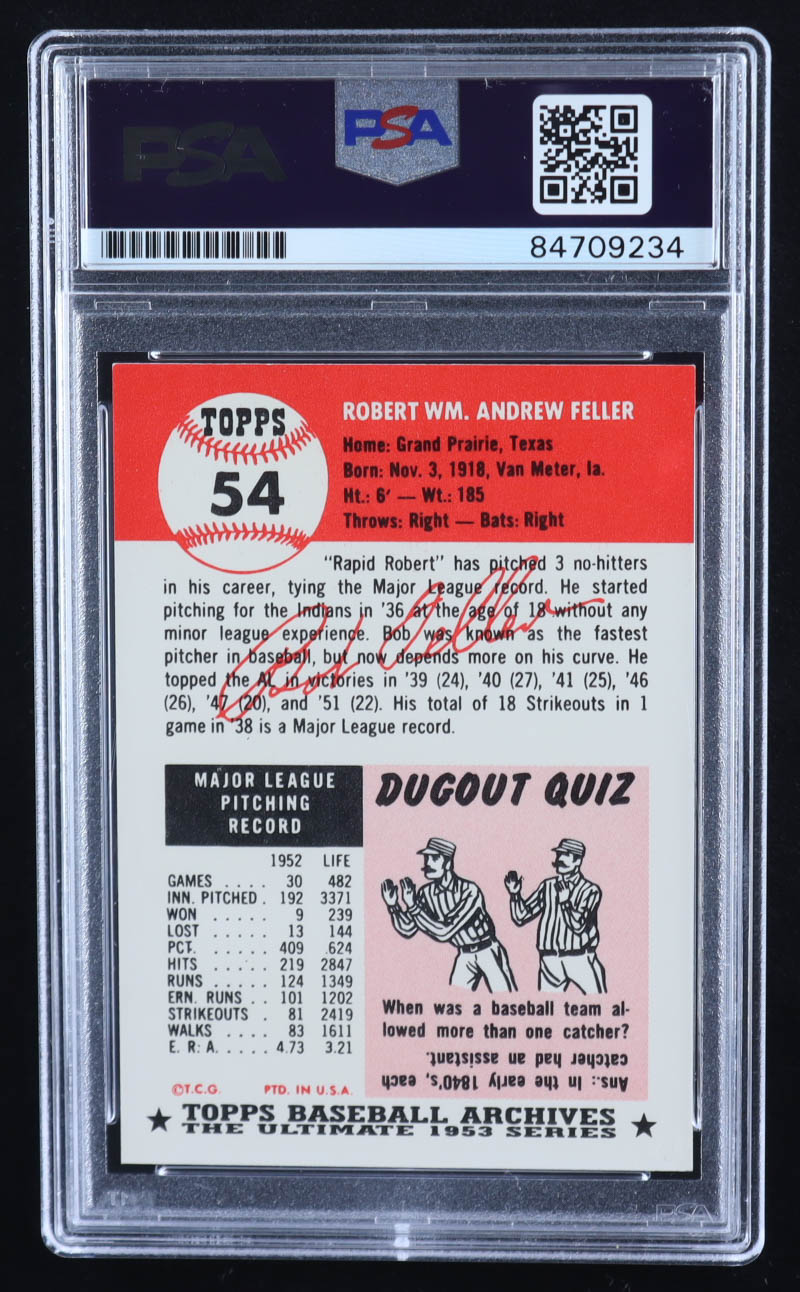 PSA
PSA
84709234
TOPPS
54
ROBERT WM. ANDREW FELLER
Home: Grand Prairie, Texas
Born: Nov. 3, 1918, Van Meter, Ia.
Ht.: 6' — Wt.: 185
Throws: Right — Bats: Right
"Rapid Robert" has pitched 3 no-hitters
in his career, tying the Major League record. He started
pitching for the Indians in '36 at the age of 18 without any
minor league experience. Bob was known as the fastest
pitcher in baseball, but now depends more on his curve. He
topped the AL in victories in '39 (24), '40 (27), '41 (25), '46
(26), '47 (20), and '51 (22). His total of 18 Strikeouts in 1
game in '38 is a Major League record.
Bob Feller
MAJOR LEAGUE
PITCHING
RECORD
1952 LIFE
GAMES .... 30 482
INN. PITCHED . 192 3371
WON ..... 9 239
LOST .... 13 144
PCT. .... 409 .624
HITS .... 219 2847
RUNS .... 124 1349
ERN. RUNS .. 101 1202
STRIKEOUTS . 81 2419
WALKS .... 83 1611
E. R. A. .... 4.73 3.21
©T.C.G. PTD. IN U.S.A.
DUGOUT QUIZ
When was a baseball team al-
lowed more than one catcher?
Ans.: In the early 1840's, each
catcher had an assistant.
★ TOPPS BASEBALL ARCHIVES ★
THE ULTIMATE 1953 SERIES
PSA